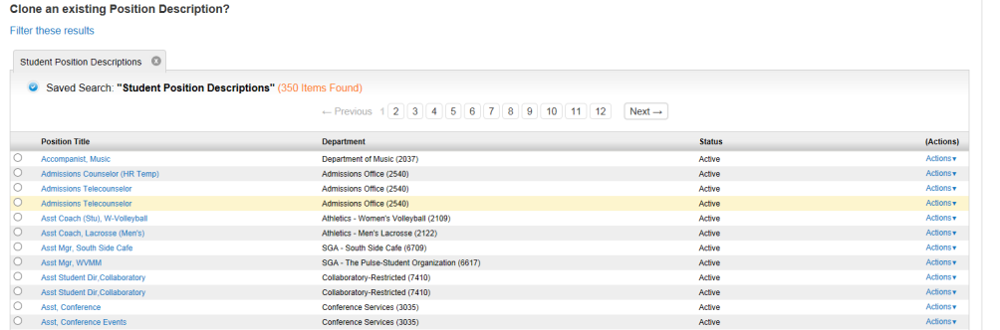 Clone an existing Position Description?
Filter these results
Student Position Descriptions x
Saved Search: "Student Position Descriptions" (350 Items Found)
← Previous 1 2 3 4 5 6 7 8 9 10 11 12 Next →
Position Title Department Status (Actions)
Accompanist, Music Department of Music (2037) Active Actions▾
Admissions Counselor (HR Temp) Admissions Office (2540) Active Actions▾
Admissions Telecounselor Admissions Office (2540) Active Actions▾
Admissions Telecounselor Admissions Office (2540) Active Actions▾
Asst Coach (Stu), W-Volleyball Athletics - Women's Volleyball (2109) Active Actions▾
Asst Coach, Lacrosse (Men's) Athletics - Men's Lacrosse (2122) Active Actions▾
Asst Mgr, South Side Cafe SGA - South Side Cafe (6709) Active Actions▾
Asst Mgr, WVMM SGA - The Pulse-Student Organization (6617) Active Actions▾
Asst Student Dir,Collaboratory Collaboratory-Restricted (7410) Active Actions▾
Asst Student Dir,Collaboratory Collaboratory-Restricted (7410) Active Actions▾
Asst, Conference Conference Services (3035) Active Actions▾
Asst, Conference Events Conference Services (3035) Active Actions▾